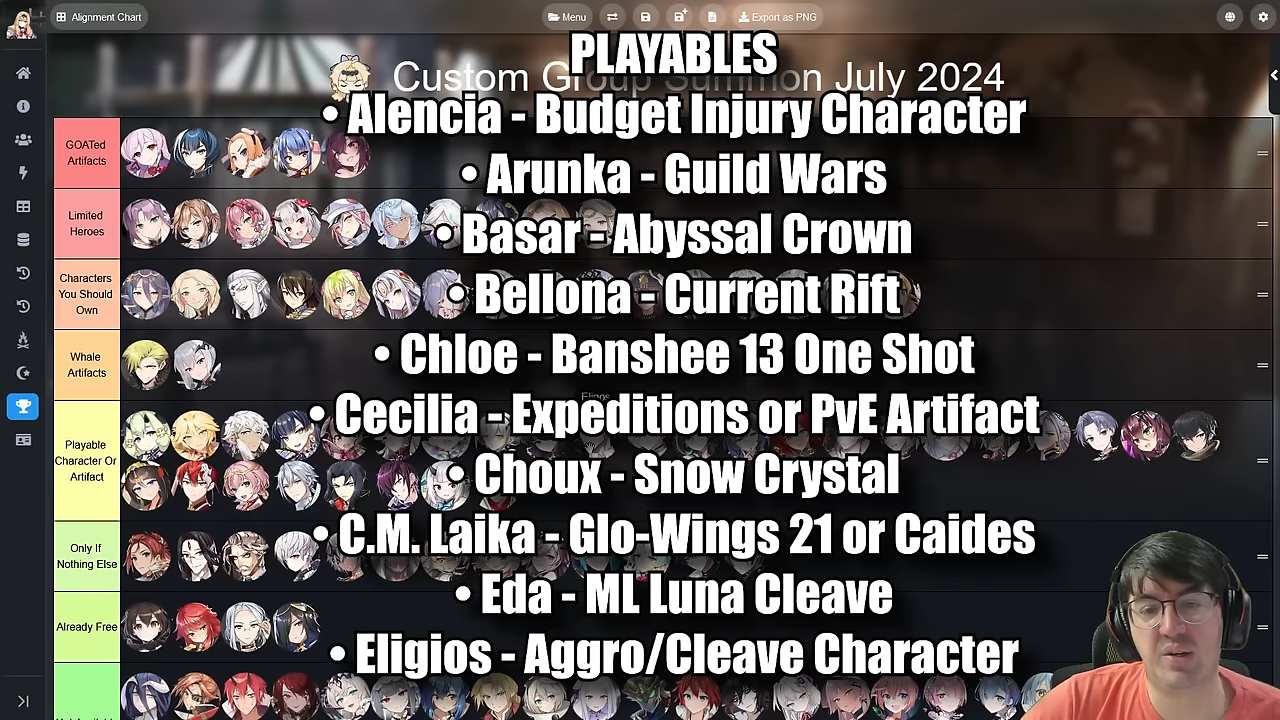 Alignment Chart
Menu
Export as PNG
PLAYABLES
Custom Group Summon July 2024
• Alencia - Budget Injury Character
GOATed
Artifacts
• Arunka - Guild Wars
Limited
Heroes
• Basar - Abyssal Crown
Characters
You Should
Own
• Bellona - Current Rift
Whale
Artifacts
• Chloe - Banshee 13 One Shot
Eligos
• Cecilia - Expeditions or PvE Artifact
Playable
Character Or
Artifact
• Choux - Snow Crystal
Only If
Nothing Else
• C.M. Laika - Glo-Wings 21 or Caides
• Eda - ML Luna Cleave
Already Free
• Eligios - Aggro/Cleave Character